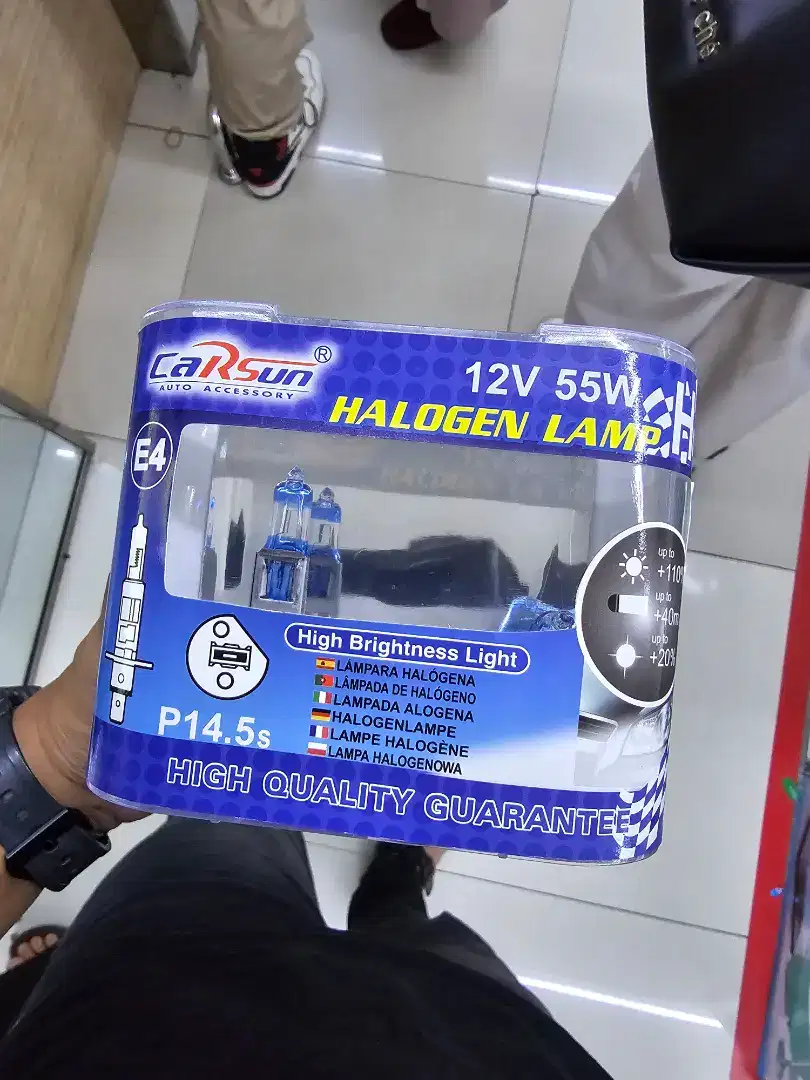 CaRSun®
AUTO ACCESSORY
12V 55W
HALOGEN LAMP
E4
up to
up to
+40m
up to
+20%
High Brightness Light
LÁMPARA HALÓGENA
LÂMPADA DE HALÓGENO
LAMPADA ALOGENA
HALOGENLAMPE
LAMPE HALOGÈNE
LAMPA HALOGENOWA
P14.5s
HIGH QUALITY GUARANTEE